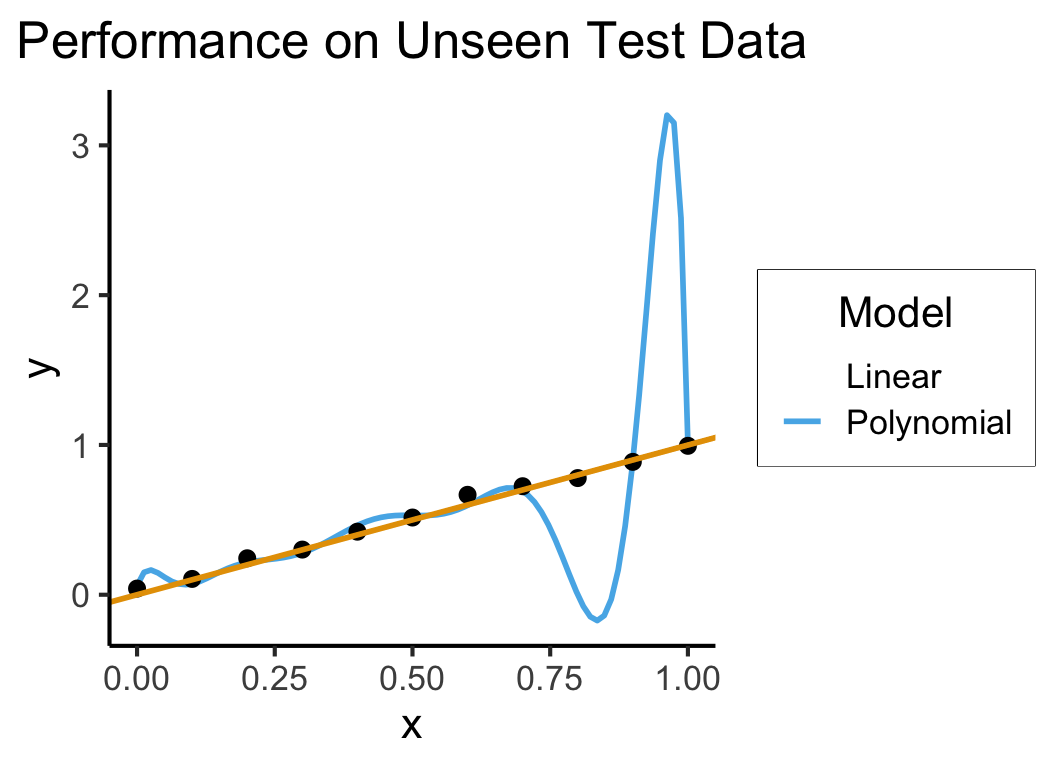 Performance on Unseen Test Data
3
2
1
0
y
0.00 0.25 0.50 0.75 1.00
x
Model
Linear
Polynomial